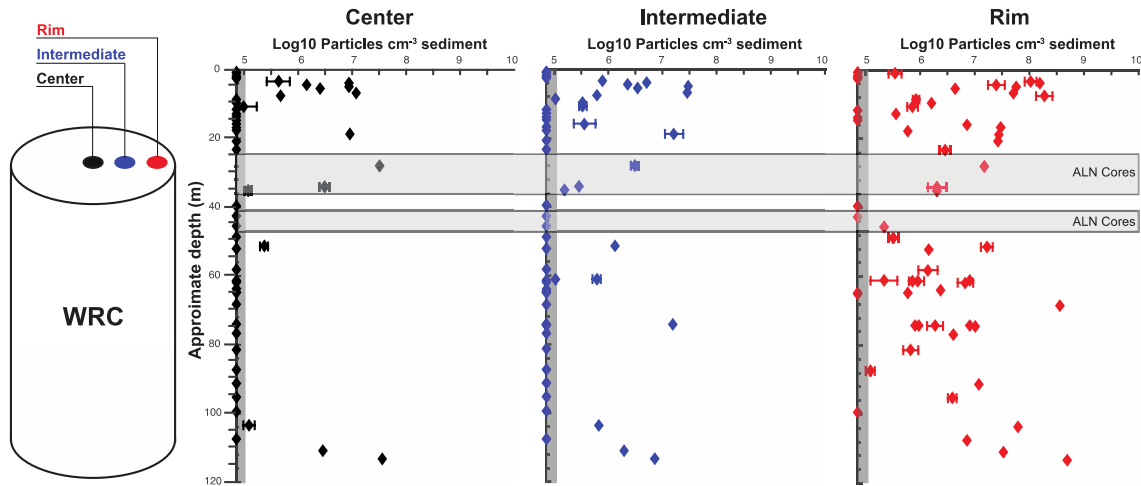 Rim
Intermediate
Center
WRC
Center
Log10 Particles cm-3 sediment
5 6 7 8 9 10
Intermediate
Log10 Particles cm-3 sediment
5 6 7 8 9 10
Rim
Log10 Particles cm-3 sediment
5 6 7 8 9 10
Approimate depth (m)
0
20
40
60
80
100
120
ALN Cores
ALN Cores